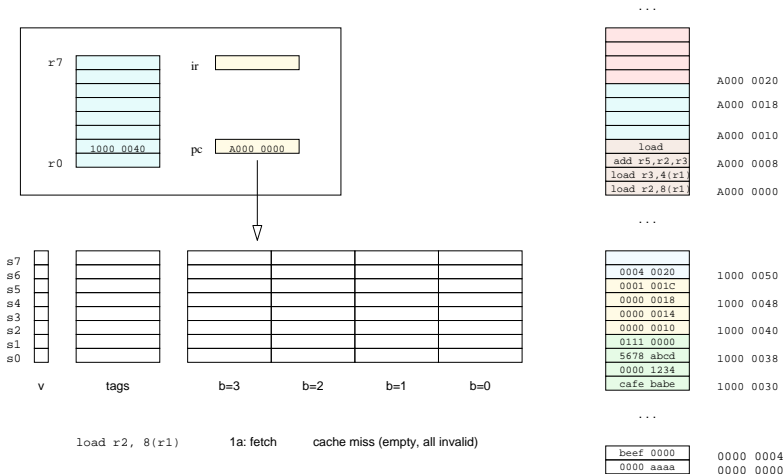 ...
r7
ir
A000 0020
A000 0018
A000 0010
1000 0040
pc
A000 0000
load
r0
add r5,r2,r3
A000 0008
load r3,4(r1)
load r2,8(r1)
A000 0000
...
s7
s6
0004 0020
1000 0050
s5
0001 001C
s4
0000 0018
1000 0048
s3
0000 0014
s2
0000 0010
1000 0040
s1
0111 0000
s0
5678 abcd
1000 0038
0000 1234
v
tags
b=3
b=2
b=1
b=0
cafe babe
1000 0030
...
load r2, 8(r1)
1a: fetch
cache miss (empty, all invalid)
beef 0000
0000 0004
0000 aaaa
0000 0000